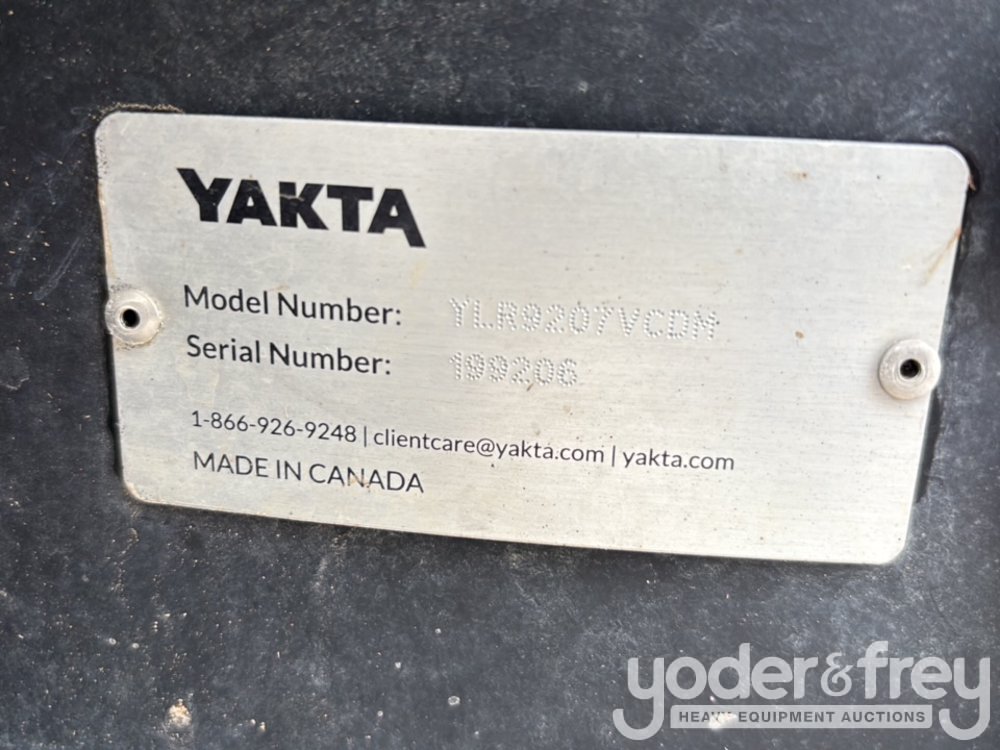 YAKTA
Model Number: YLR9207VCDM
Serial Number: 199206
1-866-926-9248 | clientcare@yakta.com | yakta.com
MADE IN CANADA
yoder&frey
HEAVY EQUIPMENT AUCTIONS